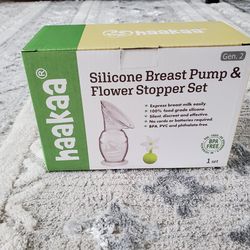 haakaa®
Gen. 2
Silicone Breast Pump &
Flower Stopper Set
• Express breast milk easily
• 100% food grade silicone
• Silent, discreet and effective
• No cords or batteries required
• BPA PVC and phthalate free
BPA
FREE
1 set